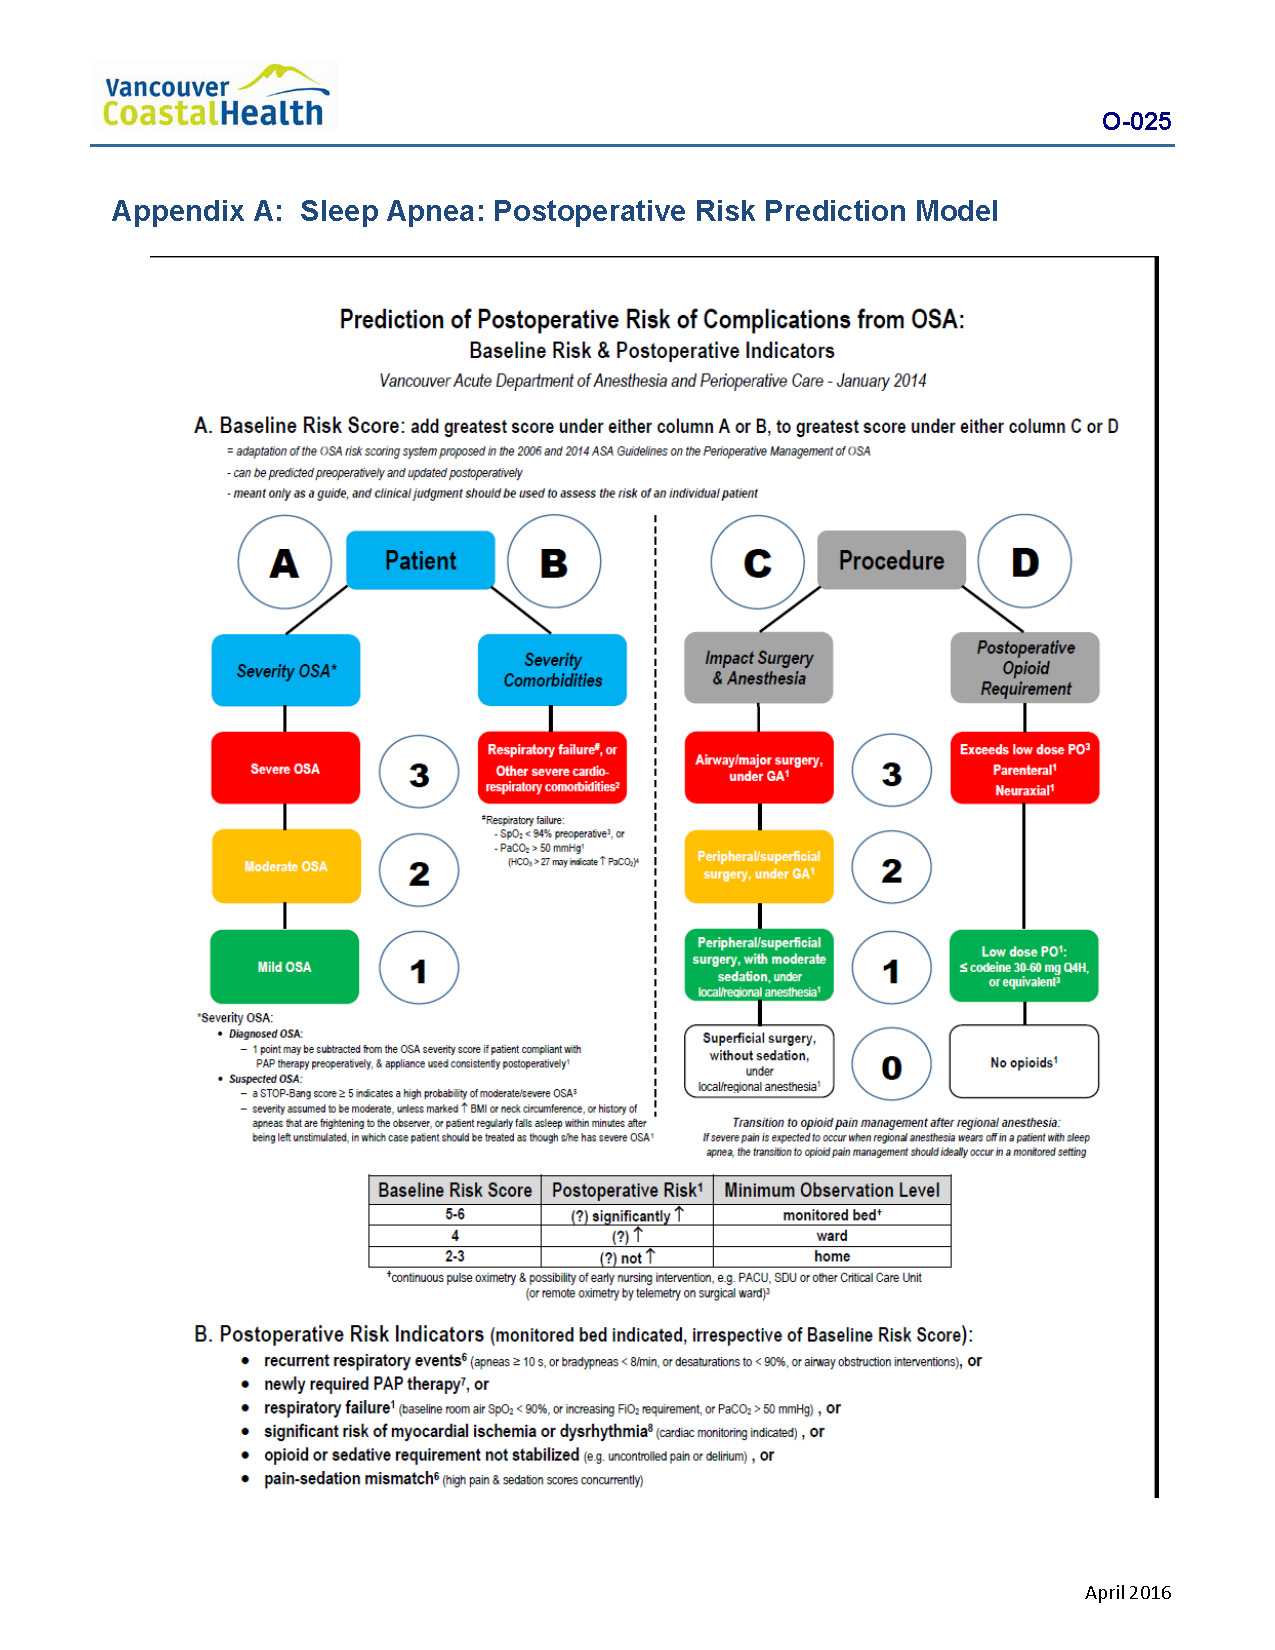 Vancouver
CoastalHealth
O-025
Appendix A:  Sleep Apnea: Postoperative Risk Prediction Model
Prediction of Postoperative Risk of Complications from OSA:
Baseline Risk & Postoperative Indicators
Vancouver Acute Department of Anesthesia and Perioperative Care - January 2014
A. Baseline Risk Score: add greatest score under either column A or B, to greatest score under either column C or D
= adaptation of the OSA risk scoring system proposed in the 2006 and 2014 ASA Guidelines on the Perioperative Management of OSA
- can be predicted preoperatively and updated postoperatively
- meant only as a guide, and clinical judgment should be used to assess the risk of an individual patient
A
Patient
B
Severity OSA*
Severity
Comorbidities
Severe OSA
3
Respiratory failure#, or
Other severe cardio-
respiratory comorbidities²
#Respiratory failure:
- SpO₂ < 94% preoperative³, or
- PaCO₂ > 50 mmHg¹
(HCO₃ > 27 may indicate ↑ PaCO₂)⁴
Moderate OSA
2
Mild OSA
1
*Severity OSA:
• Diagnosed OSA:
– 1 point may be subtracted from the OSA severity score if patient compliant with
PAP therapy preoperatively, & appliance used consistently postoperatively¹
• Suspected OSA:
– a STOP-Bang score ≥ 5 indicates a high probability of moderate/severe OSA⁵
– severity assumed to be moderate, unless marked ↑ BMI or neck circumference, or history of
apneas that are frightening to the observer, or patient regularly falls asleep within minutes after
being left unstimulated, in which case patient should be treated as though s/he has severe OSA¹
C
Procedure
D
Impact Surgery
& Anesthesia
Postoperative
Opioid
Requirement
Airway/major surgery,
under GA¹
3
Exceeds low dose PO³
Parenteral¹
Neuraxial¹
Peripheral/superficial
surgery, under GA¹
2
Peripheral/superficial
surgery, with moderate
sedation, under
local/regional anesthesia¹
1
Low dose PO¹:
≤ codeine 30-60 mg Q4H,
or equivalent³
Superficial surgery,
without sedation,
under
local/regional anesthesia¹
0
No opioids¹
Transition to opioid pain management after regional anesthesia:
If severe pain is expected to occur when regional anesthesia wears off in a patient with sleep
apnea, the transition to opioid pain management should ideally occur in a monitored setting
Baseline Risk Score Postoperative Risk¹ Minimum Observation Level
5-6 (?) significantly ↑ monitored bed†
4 (?) ↑ ward
2-3 (?) not ↑ home
†continuous pulse oximetry & possibility of early nursing intervention, e.g. PACU, SDU or other Critical Care Unit
(or remote oximetry by telemetry on surgical ward)³
B. Postoperative Risk Indicators (monitored bed indicated, irrespective of Baseline Risk Score):
• recurrent respiratory events⁶ (apneas ≥ 10 s, or bradypneas < 8/min, or desaturations to < 90%, or airway obstruction interventions), or
• newly required PAP therapy⁷, or
• respiratory failure¹ (baseline room air SpO₂ < 90%, or increasing FiO₂ requirement, or PaCO₂ > 50 mmHg) , or
• significant risk of myocardial ischemia or dysrhythmia⁸ (cardiac monitoring indicated) , or
• opioid or sedative requirement not stabilized (e.g. uncontrolled pain or delirium) , or
• pain-sedation mismatch⁶ (high pain & sedation scores concurrently)
April 2016